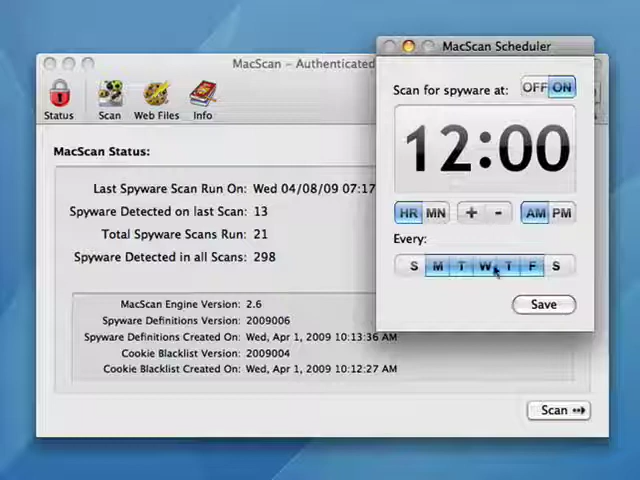 MacScan – Authenticated
Status Scan Web Files Info
MacScan Status:
Last Spyware Scan Run On: Wed 04/08/09 07:17
Spyware Detected on last Scan: 13
Total Spyware Scans Run: 21
Spyware Detected in all Scans: 298
MacScan Engine Version: 2.6
Spyware Definitions Version: 2009006
Spyware Definitions Created On: Wed, Apr 1, 2009 10:13:36 AM
Cookie Blacklist Version: 2009004
Cookie Blacklist Created On: Wed, Apr 1, 2009 10:12:27 AM
Scan
MacScan Scheduler
Scan for spyware at: OFF ON
12:00
HR MN + - AM PM
Every:
S M T W T F S
Save